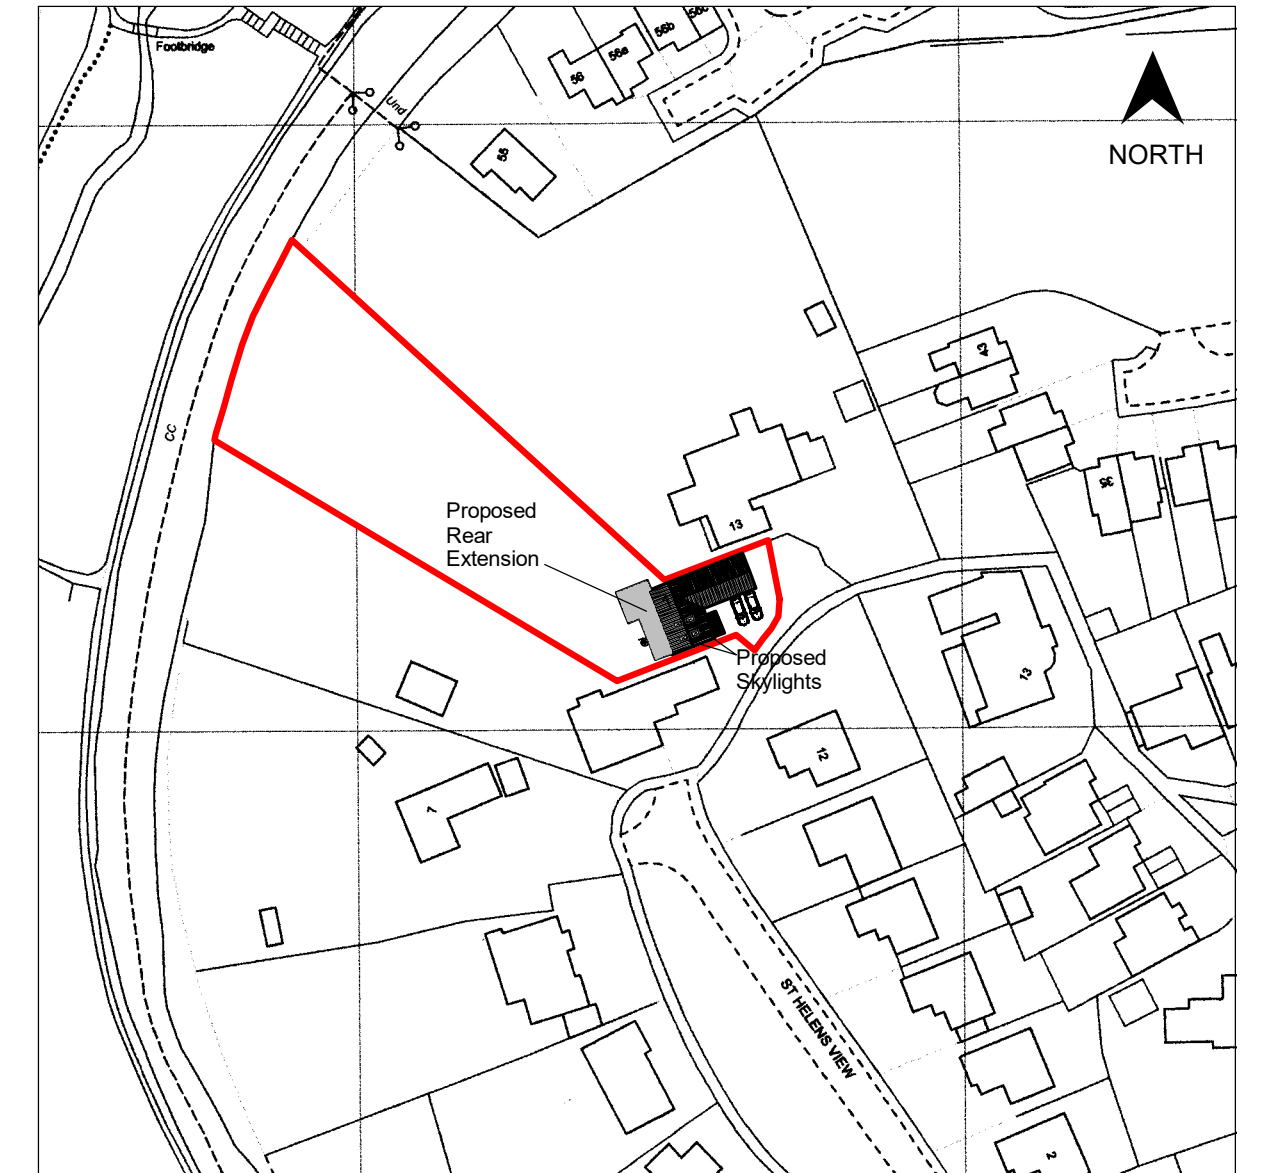 Footbridge
56
56a
56b
56c
Und
55
NORTH
43
CC
35
Proposed
Rear
Extension
13
Proposed
Skylights
13
12
1
ST HELENS VIEW
2